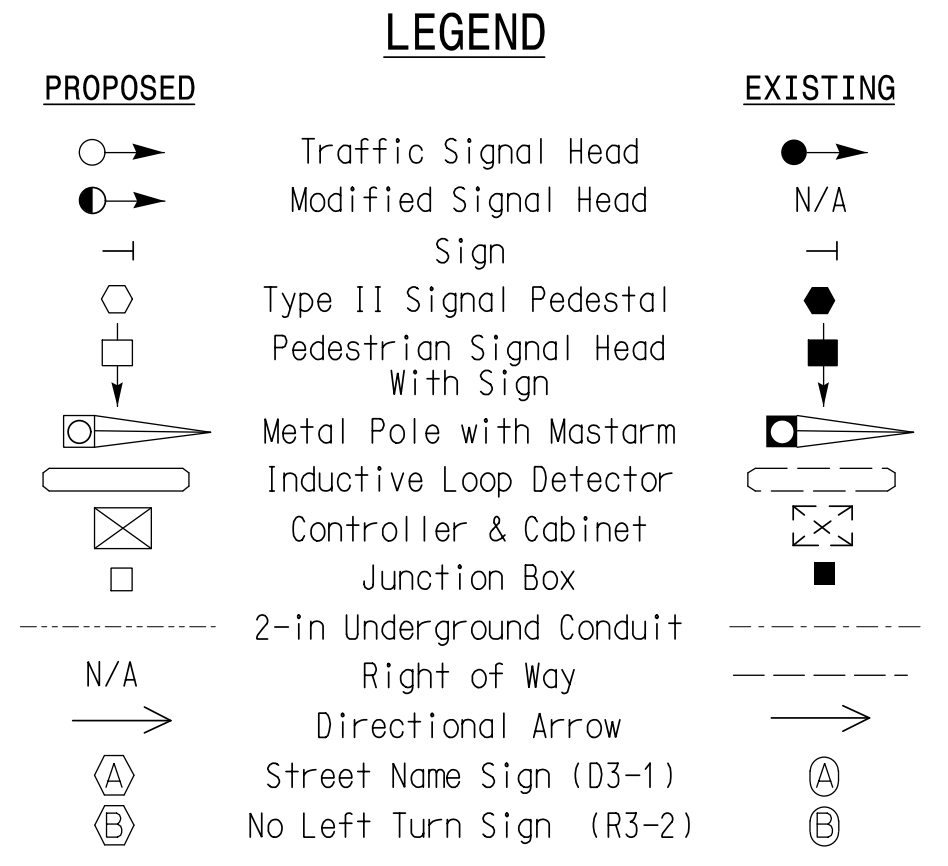 LEGEND
PROPOSED EXISTING
Traffic Signal Head
Modified Signal Head N/A
Sign
Type II Signal Pedestal
Pedestrian Signal Head
With Sign
Metal Pole with Mastarm
Inductive Loop Detector
Controller & Cabinet
Junction Box
2-in Underground Conduit
N/A Right of Way
Directional Arrow
A Street Name Sign (D3-1) A
B No Left Turn Sign (R3-2) B